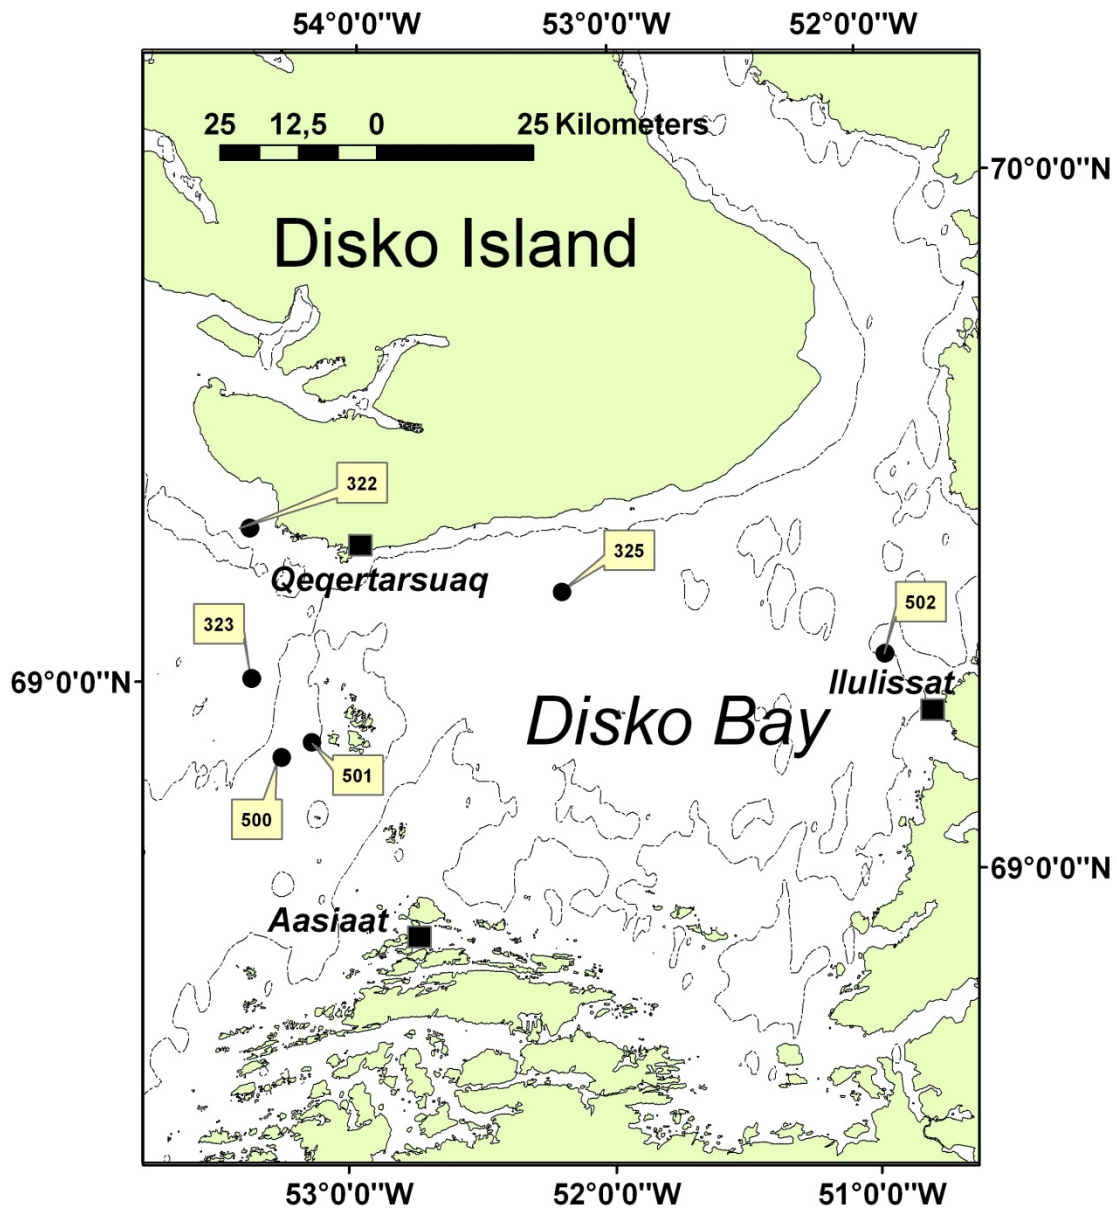 54°0'0"W 53°0'0"W 52°0'0"W
25 12,5 0 25 Kilometers
70°0'0"N
Disko Island
322
325
Qeqertarsuaq
502
323
69°0'0"N
Ilulissat
Disko Bay
501
500
69°0'0"N
Aasiaat
53°0'0"W 52°0'0"W 51°0'0"W